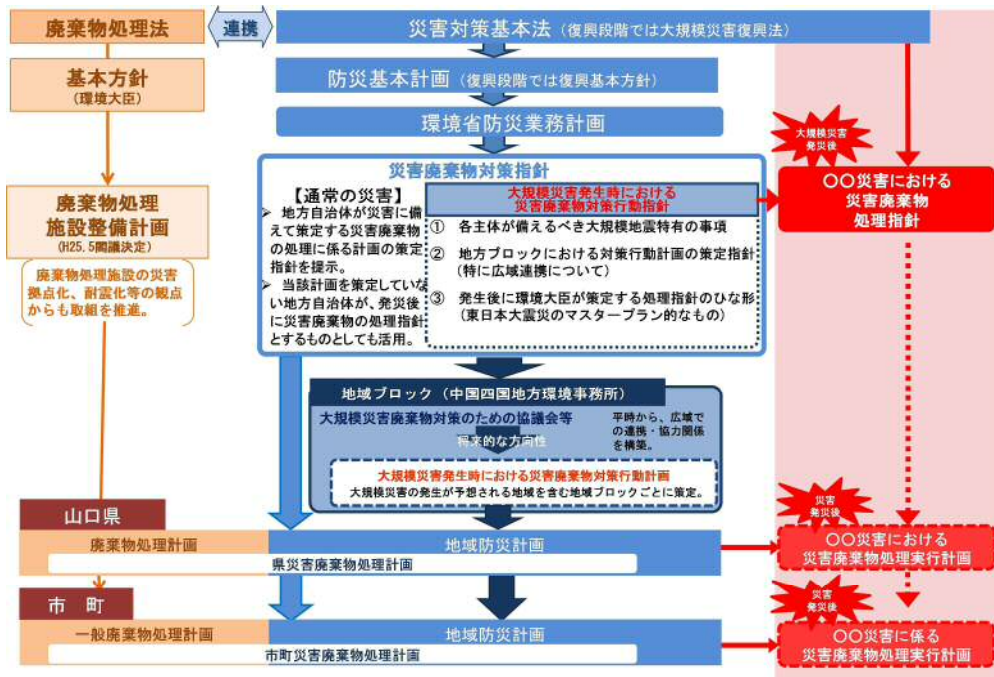 廃棄物処理法
連携
災害対策基本法（復興段階では大規模災害復興法）
基本方針
（環境大臣）
防災基本計画（復興段階では復興基本方針）
環境省防災業務計画
大規模災害
発災後
災害廃棄物対策指針
【通常の災害】
➢ 地方自治体が災害に備
えて策定する災害廃棄物
の処理に係る計画の策定
指針を提示。
➢ 当該計画を策定していな
い地方自治体が、発災後
に災害廃棄物の処理指針
とするものとしても活用。
大規模災害発生時における
災害廃棄物対策行動指針
① 各主体が備えるべき大規模地震特有の事項
② 地方ブロックにおける対策行動計画の策定指針
（特に広域連携について）
③ 発生後に環境大臣が策定する処理指針のひな形
（東日本大震災のマスタープラン的なもの）
〇〇災害における
災害廃棄物
処理指針
廃棄物処理
施設整備計画
（H25.5閣議決定）
廃棄物処理施設の災害
拠点化、耐震化等の観点
からも取組を推進。
地域ブロック（中国四国地方環境事務所）
大規模災害廃棄物対策のための協議会等
平時から、広域で
の連携・協力関係
を構築。
将来的な方向性
大規模災害発生時における災害廃棄物対策行動計画
大規模災害の発生が予想される地域を含む地域ブロックごとに策定。
山口県
災害
発災後
廃棄物処理計画
地域防災計画
県災害廃棄物処理計画
〇〇災害における
災害廃棄物処理実行計画
市 町
災害
発災後
一般廃棄物処理計画
地域防災計画
市町災害廃棄物処理計画
〇〇災害に係る
災害廃棄物処理実行計画